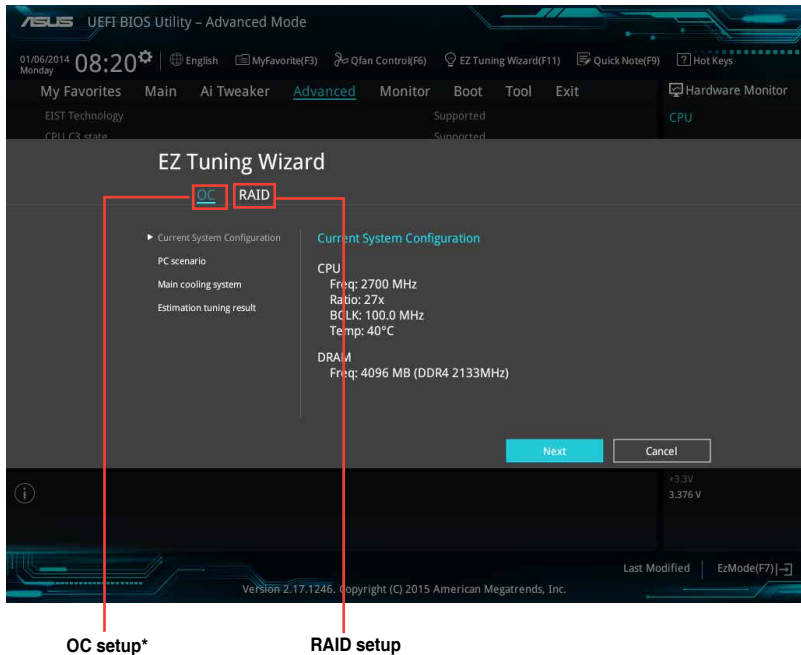 ASUS UEFI BIOS Utility – Advanced Mode
01/06/2014 Monday 08:20 English MyFavorite(F3) Qfan Control(F6) EZ Tuning Wizard(F11) Quick Note(F9) ? Hot Keys
My Favorites Main Ai Tweaker Advanced Monitor Boot Tool Exit Hardware Monitor
EIST Technology Supported CPU
CPU C3 state Supported
EZ Tuning Wizard
OC RAID
Current System Configuration
PC scenario
Main cooling system
Estimation tuning result
Current System Configuration
CPU
Freq: 2700 MHz
Ratio: 27x
BCLK: 100.0 MHz
Temp: 40°C
DRAM
Freq: 4096 MB (DDR4 2133MHz)
Next Cancel
+3.3V
3.376 V
Last Modified EzMode(F7)
Version 2.17.1246. Copyright (C) 2015 American Megatrends, Inc.
OC setup* RAID setup